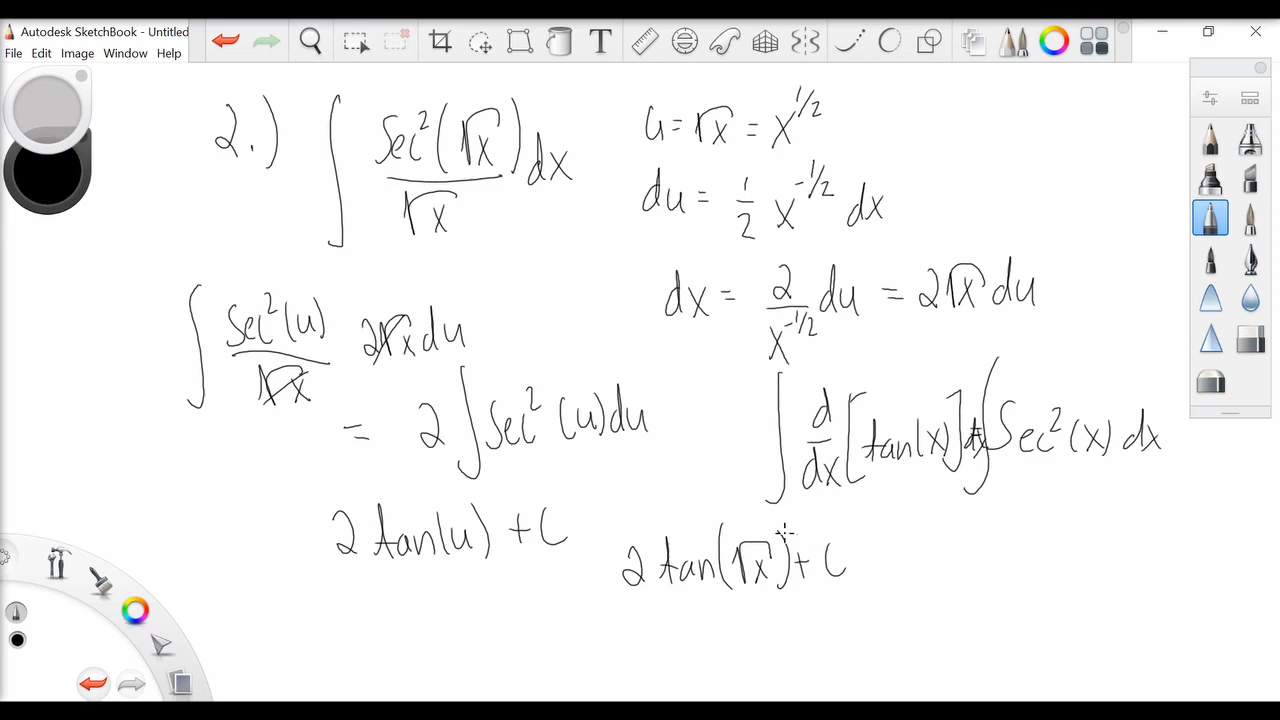 Autodesk SketchBook - Untitled
File Edit Image Window Help
2.) ∫ Sec²(√x)/√x dx
u = √x = x^1/2
du = 1/2 x^-1/2 dx
dx = 2/x^-1/2 du = 2√x du
∫ Sec²(u)/√x 2√x du
= 2 ∫ Sec²(u) du
∫ d/dx [tan(x)] = ∫ Sec²(x) dx
2 tan(u) + C
2 tan(√x) + C